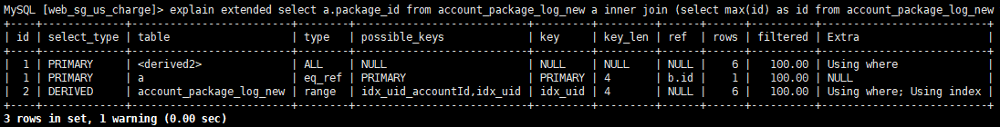 MySQL [web_sg_us_charge]> explain extended select a.package_id from account_package_log_new a inner join (select max(id) as id from account_package_log_new
+----+-------------+-------------------------+--------+-----------------------+---------+---------+------+------+----------+--------------------------+
| id | select_type | table                   | type   | possible_keys         | key     | key_len | ref  | rows | filtered | Extra                    |
+----+-------------+-------------------------+--------+-----------------------+---------+---------+------+------+----------+--------------------------+
|  1 | PRIMARY     | <derived2>              | ALL    | NULL                  | NULL    | NULL    | NULL |    6 |   100.00 | Using where              |
|  1 | PRIMARY     | a                       | eq_ref | PRIMARY               | PRIMARY | 4       | b.id |    1 |   100.00 | NULL                     |
|  2 | DERIVED     | account_package_log_new | range  | idx_uid_accountId,idx_uid | idx_uid | 4       | NULL |    6 |   100.00 | Using where; Using index |
+----+-------------+-------------------------+--------+-----------------------+---------+---------+------+------+----------+--------------------------+
3 rows in set, 1 warning (0.00 sec)